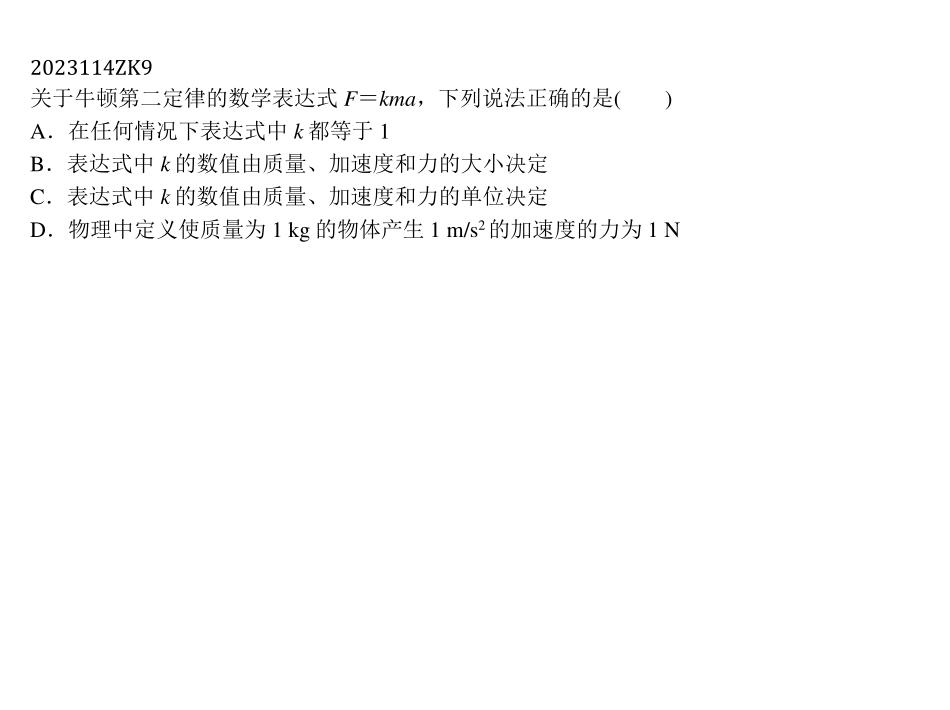 2023114ZK9
关于牛顿第二定律的数学表达式 F＝kma，下列说法正确的是(　　)
A．在任何情况下表达式中 k 都等于 1
B．表达式中 k 的数值由质量、加速度和力的大小决定
C．表达式中 k 的数值由质量、加速度和力的单位决定
D．物理中定义使质量为 1 kg 的物体产生 1 m/s² 的加速度的力为 1 N